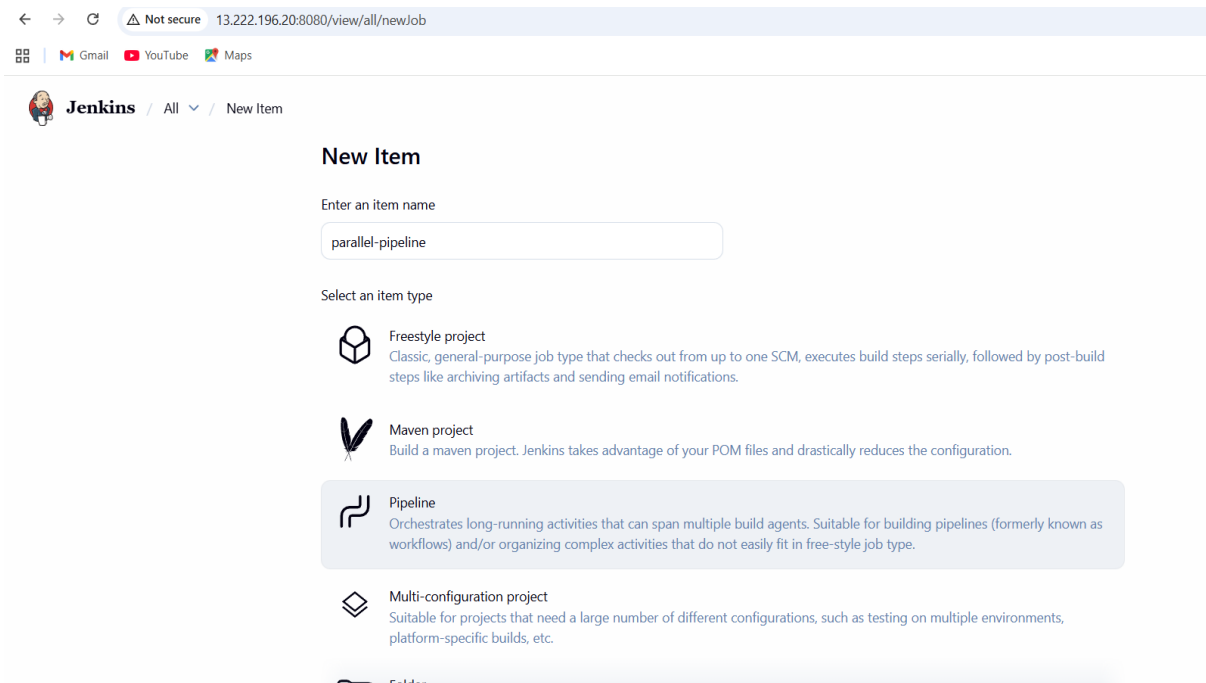 Not secure 13.222.196.20:8080/view/all/newJob
Gmail YouTube Maps
Jenkins / All / New Item
New Item
Enter an item name
parallel-pipeline
Select an item type
Freestyle project
Classic, general-purpose job type that checks out from up to one SCM, executes build steps serially, followed by post-build
steps like archiving artifacts and sending email notifications.
Maven project
Build a maven project. Jenkins takes advantage of your POM files and drastically reduces the configuration.
Pipeline
Orchestrates long-running activities that can span multiple build agents. Suitable for building pipelines (formerly known as
workflows) and/or organizing complex activities that do not easily fit in free-style job type.
Multi-configuration project
Suitable for projects that need a large number of different configurations, such as testing on multiple environments,
platform-specific builds, etc.